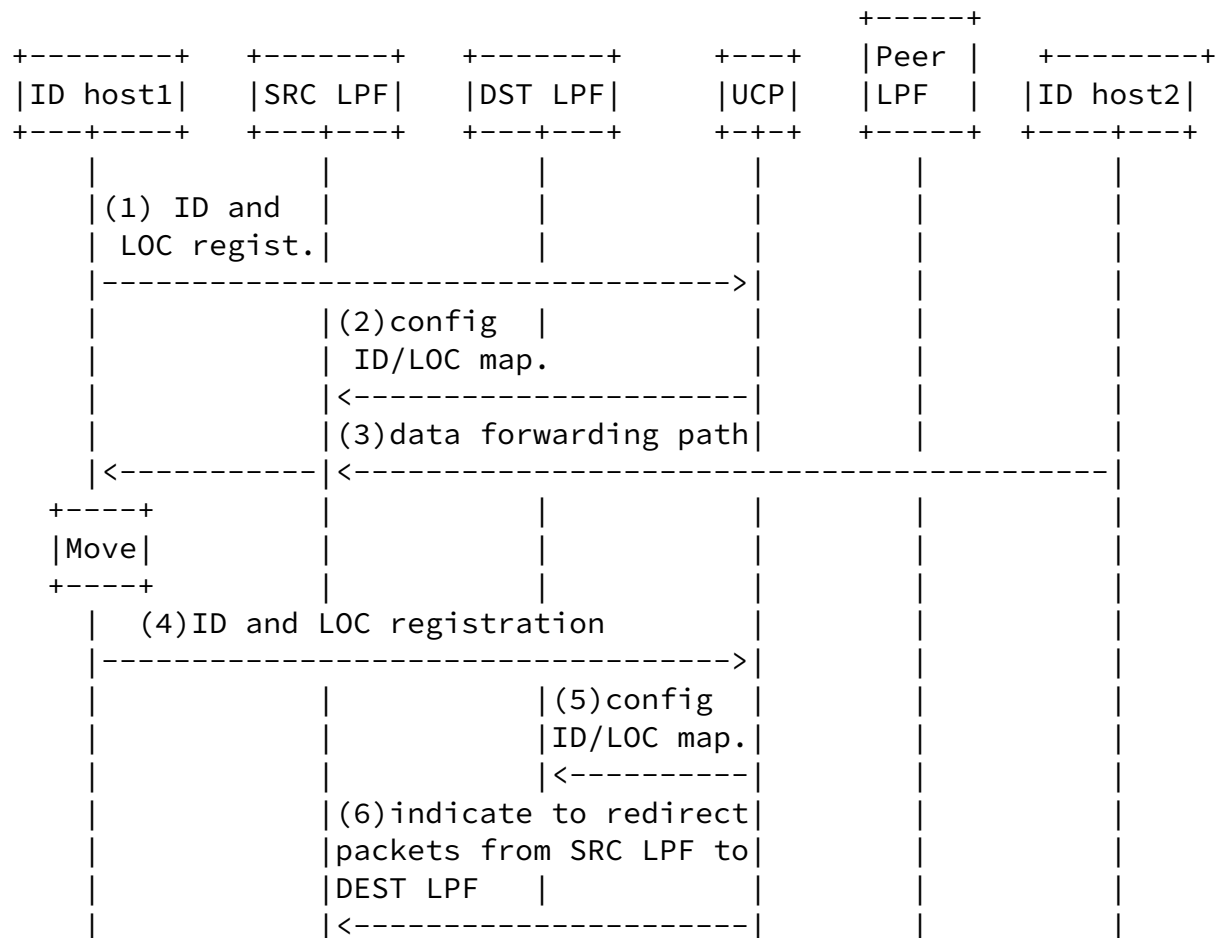 Peer
ID host1 SRC LPF DST LPF UCP LPF ID host2
(1) ID and
LOC regist.
(2)config
ID/LOC map.
(3)data forwarding path
Move
(4)ID and LOC registration
(5)config
ID/LOC map.
(6)indicate to redirect
packets from SRC LPF to
DEST LPF